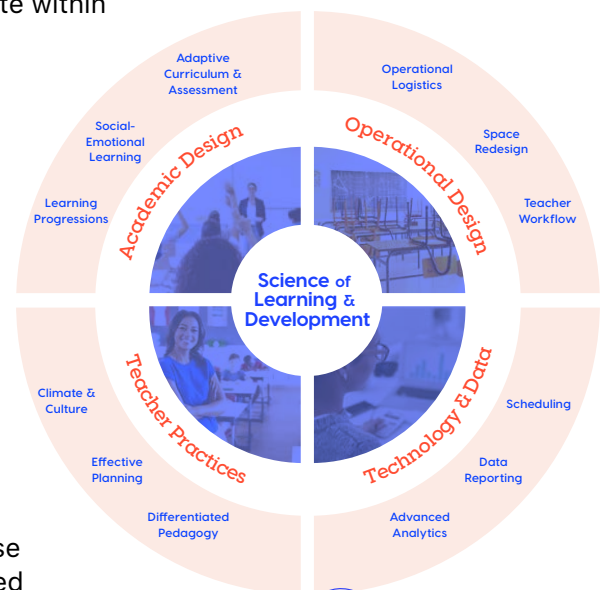 te within
Adaptive
Curriculum &
Assessment
Social-
Emotional
Learning
Learning
Progressions
Academic Design
Operational
Logistics
Space
Redesign
Teacher
Workflow
Operational Design
Science of
Learning &
Development
Climate &
Culture
Effective
Planning
Differentiated
Pedagogy
Teacher Practices
Scheduling
Data
Reporting
Advanced
Analytics
Technology & Data
se
ed